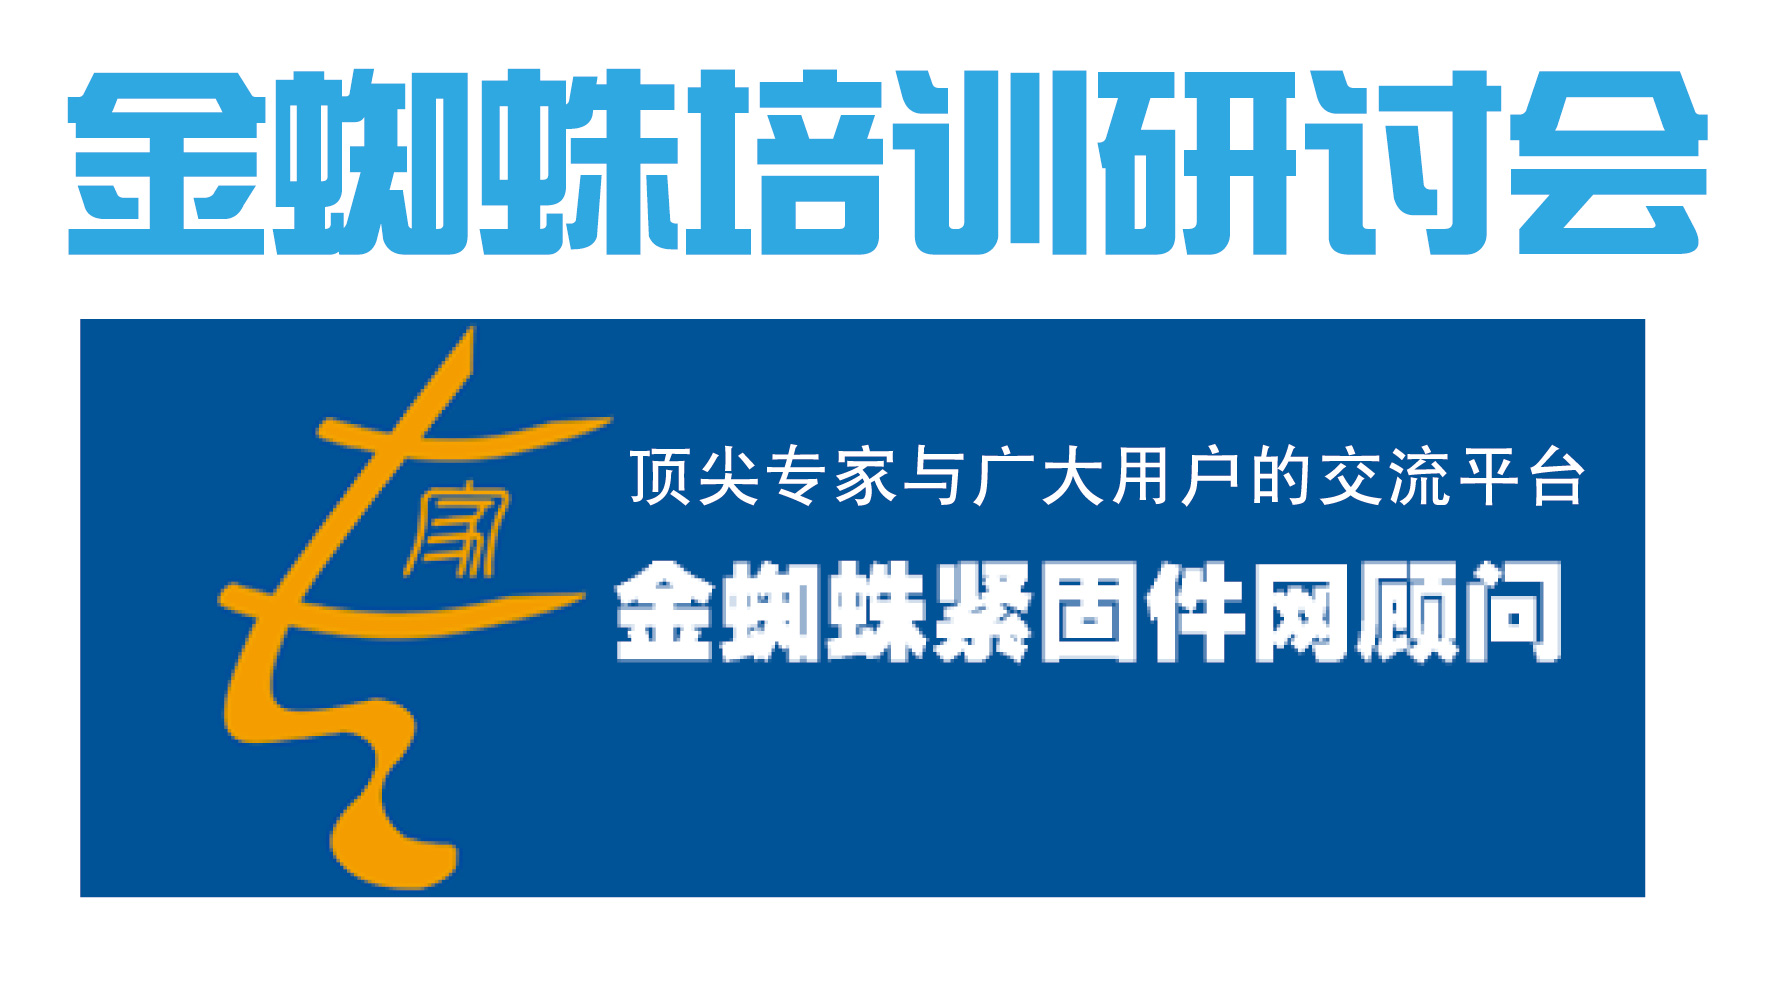 金蜘蛛培训研讨会
顶尖专家与广大用户的交流平台
家
金蜘蛛紧固件网顾问